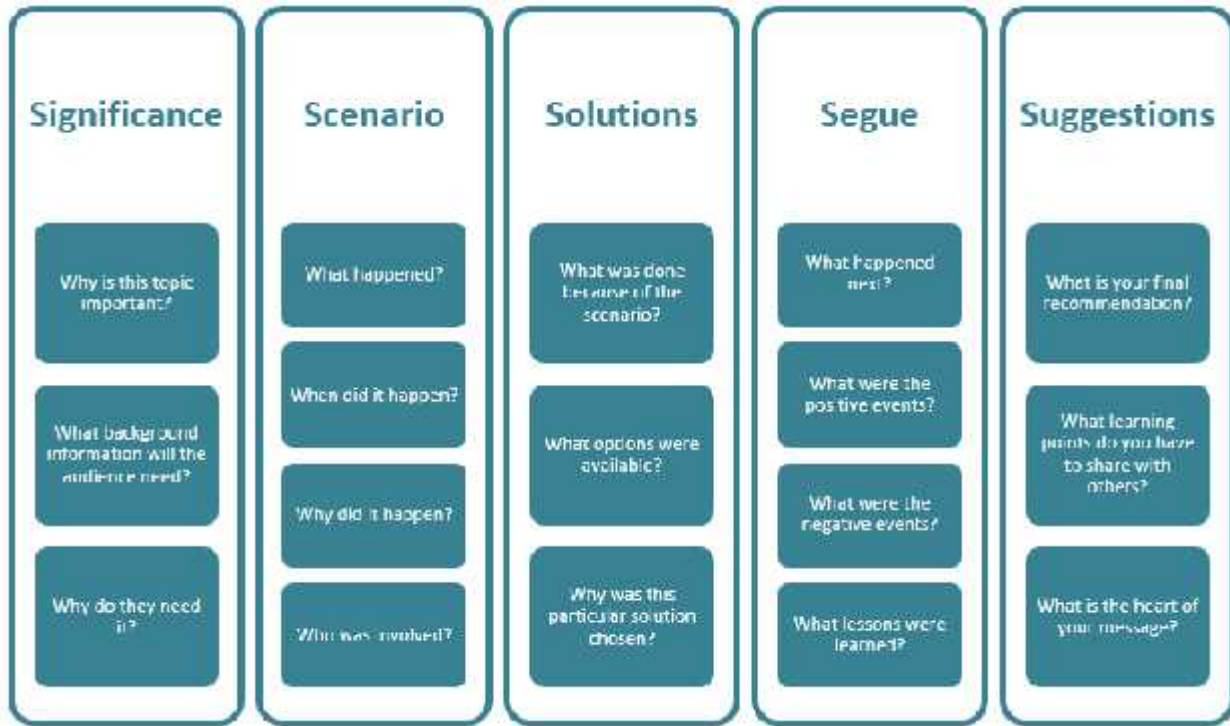 Significance
Why is this topic
important?
What background
information will the
audience need?
Why do they need
it?
Scenario
What happened?
When did it happen?
Why did it happen?
Who was involved?
Solutions
What was done
because of the
scenario?
What options were
available?
Why was this
particular solution
chosen?
Segue
What happened
next?
What were the
positive events?
What were the
negative events?
What lessons were
learned?
Suggestions
What is your final
recommendation?
What learning
points do you have
to share with
others?
What is the heart of
your message?